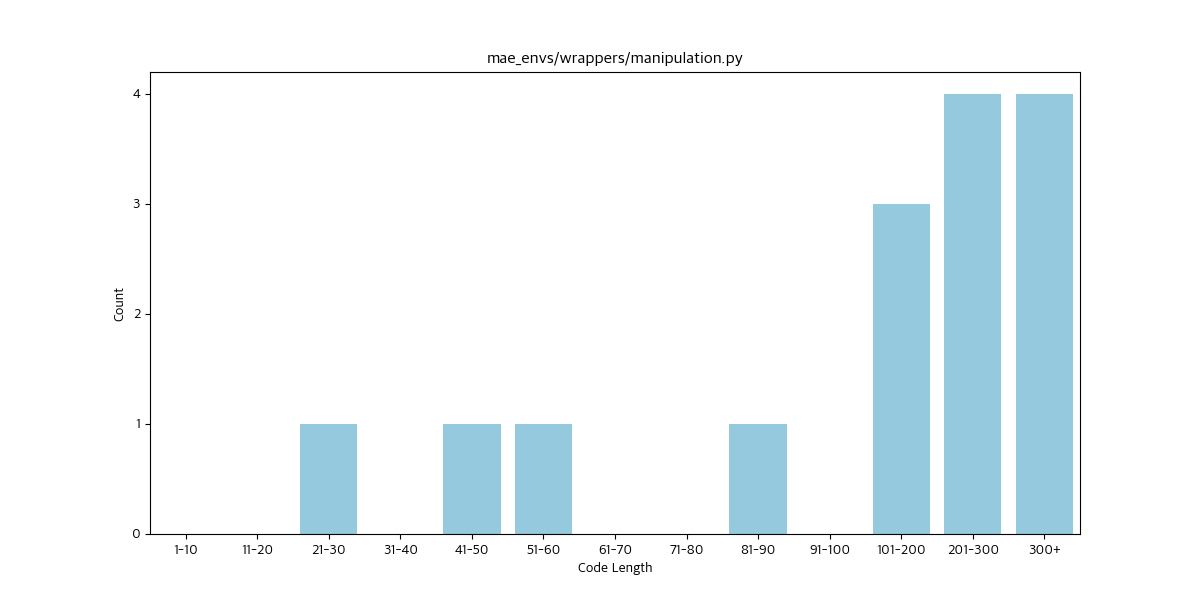 mae_envs/wrappers/manipulation.py
4
3
2
1
0
Count
1-10 11-20 21-30 31-40 41-50 51-60 61-70 71-80 81-90 91-100 101-200 201-300 300+
Code Length